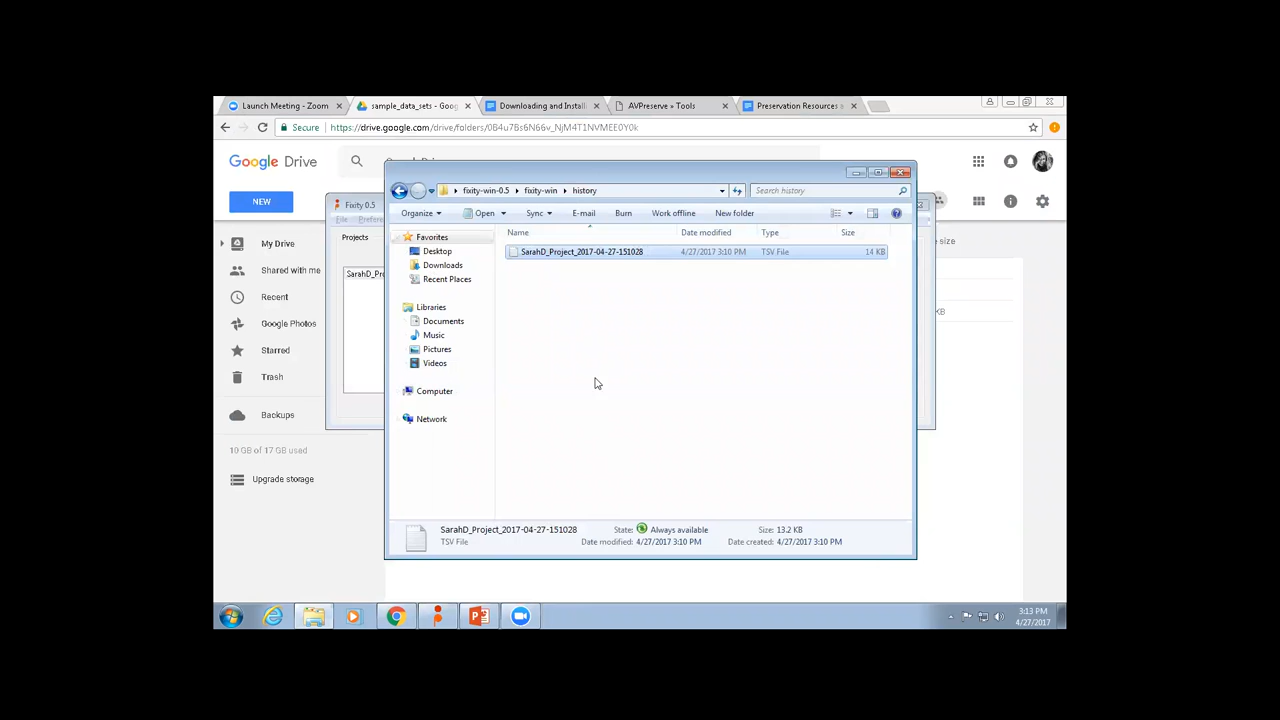 Launch Meeting - Zoom
sample_data_sets - Goog
Downloading and Install
AVPreserve » Tools
Preservation Resources a
Secure
https://drive.google.com/drive/folders/0B4u7Bs6N66v_NjM4T1NVMEE0Y0k
Google Drive
NEW
My Drive
Shared with me
Recent
Google Photos
Starred
Trash
Backups
10 GB of 17 GB used
Upgrade storage
Fixity 0.5
File Preferen
Projects
SarahD_Pro
fixity-win-0.5
fixity-win
history
Search history
Organize
Open
Sync
E-mail
Burn
Work offline
New folder
Name
Date modified
Type
Size
SarahD_Project_2017-04-27-151028
4/27/2017 3:10 PM
TSV File
14 KB
Favorites
Desktop
Downloads
Recent Places
Libraries
Documents
Music
Pictures
Videos
Computer
Network
SarahD_Project_2017-04-27-151028
State: Always available
Size: 13.2 KB
TSV File
Date modified: 4/27/2017 3:10 PM
Date created: 4/27/2017 3:10 PM
e size
KB
3:13 PM
4/27/2017